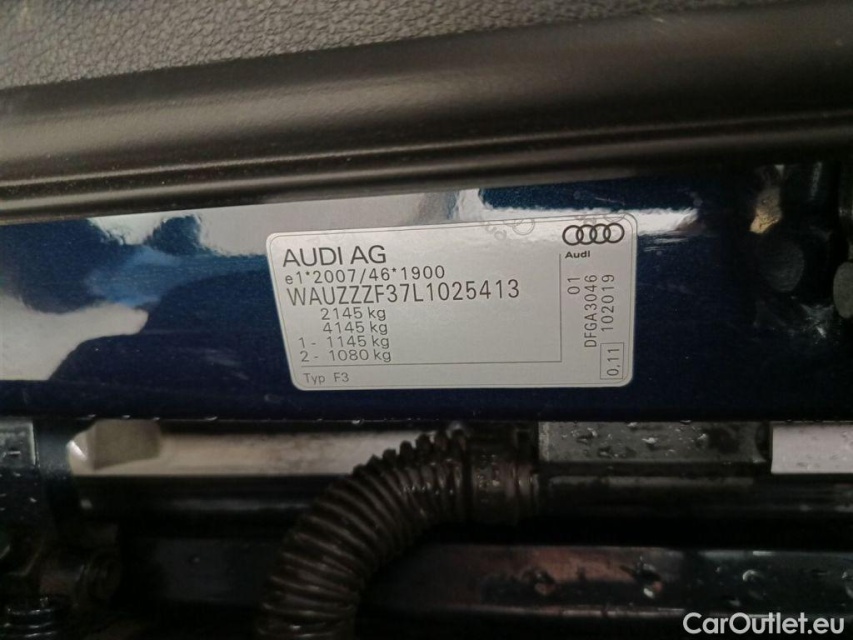 AUDI AG
e1*2007/46*1900
WAUZZZF37L1025413
2145 kg
4145 kg
1 - 1145 kg
2 - 1080 kg
Typ F3
Audi
01
DFGA3046
102019
0,11
CarOutlet.eu